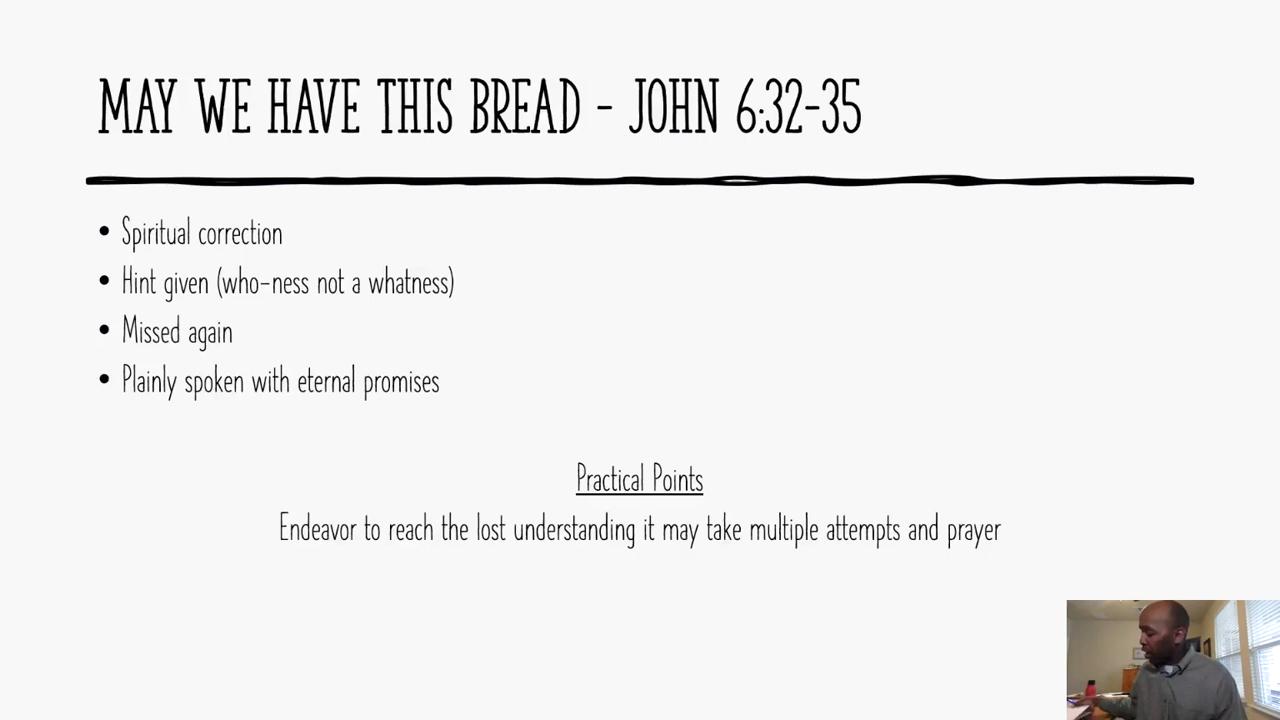 MAY WE HAVE THIS BREAD - JOHN 6:32-35
• Spiritual correction
• Hint given (who-ness not a whatness)
• Missed again
• Plainly spoken with eternal promises
Practical Points
Endeavor to reach the lost understanding it may take multiple attempts and prayer